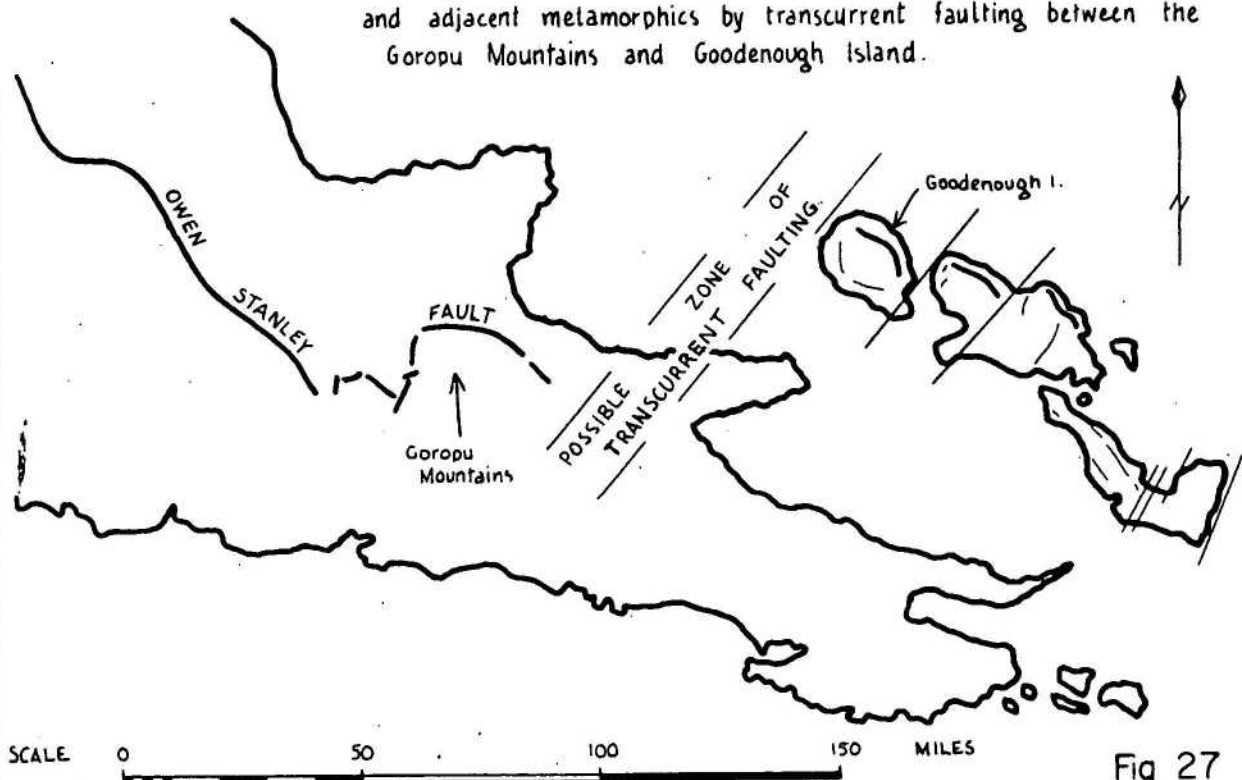 and adjacent metamorphics by transcurrent faulting between the
Goropu Mountains and Goodenough Island.
Goodenough I.
OWEN
STANLEY
FAULT
POSSIBLE ZONE OF
TRANSCURRENT FAULTING.
Goropu
Mountains
SCALE 0 50 100 150 MILES
Fig 27